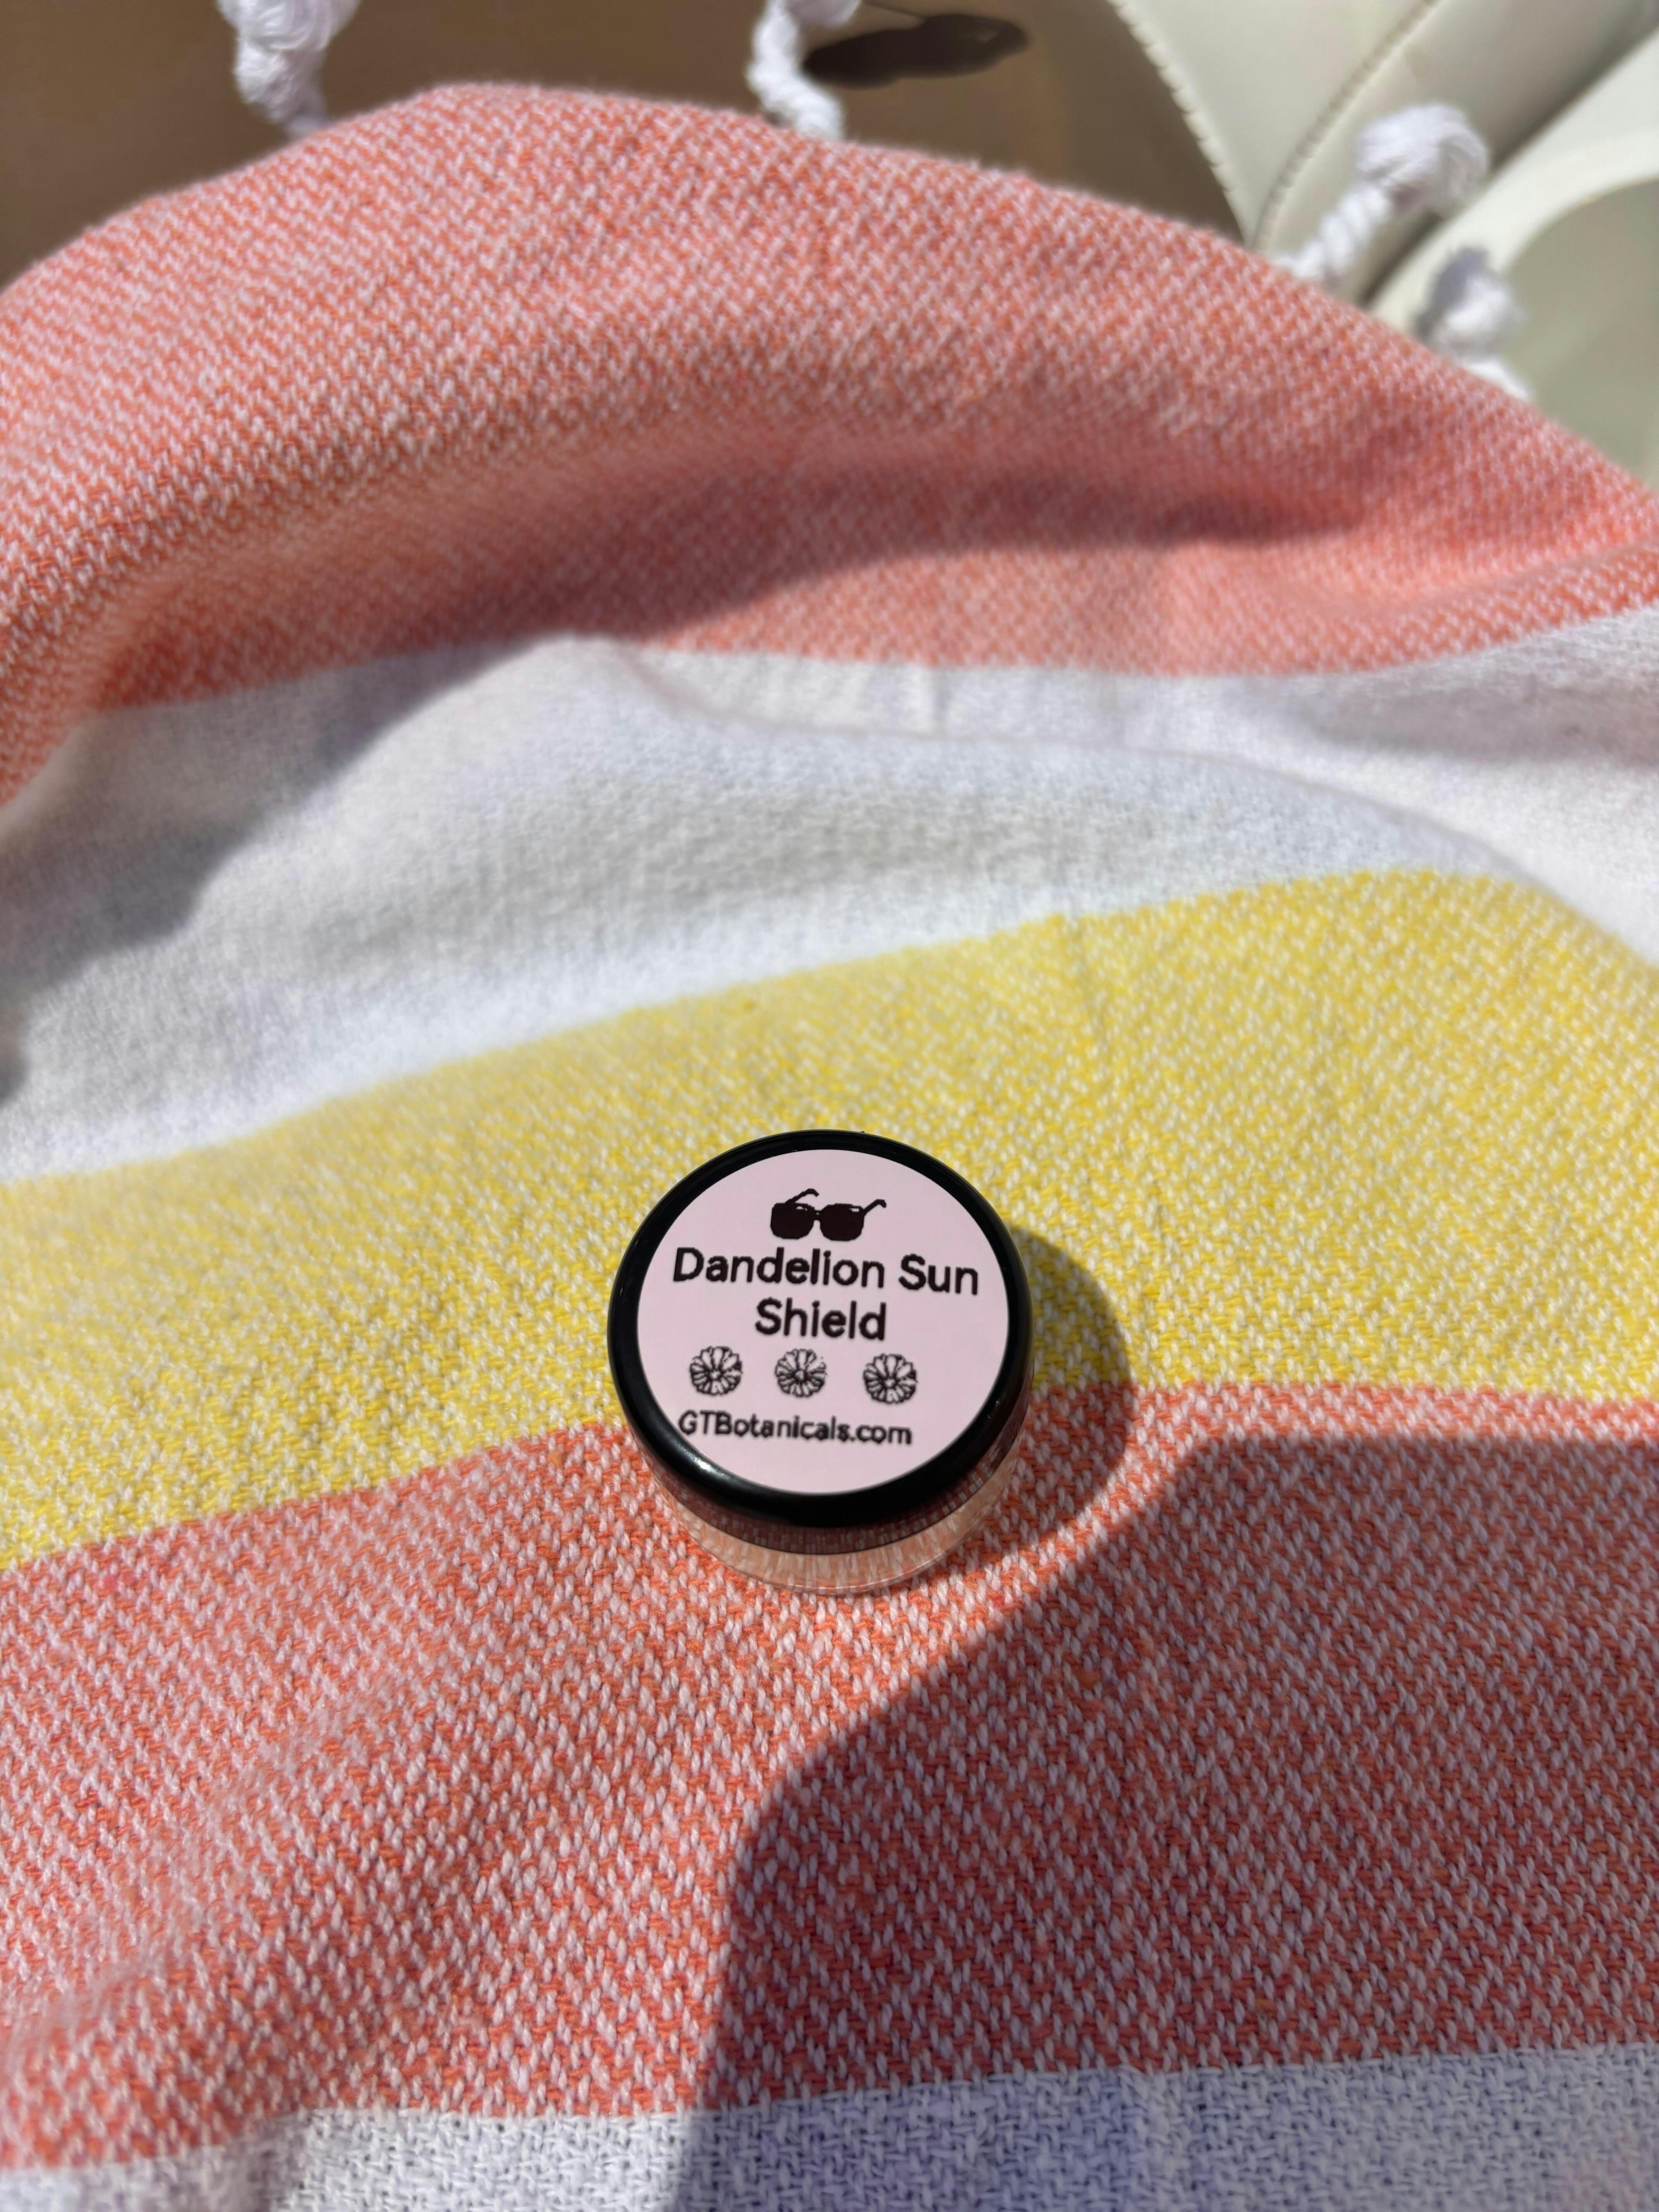 Dandelion Sun
Shield
GTBotanicals.com